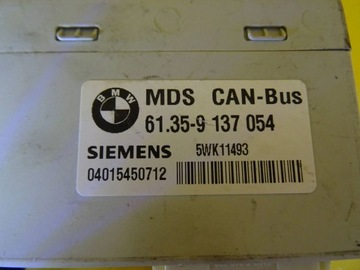 BMW
MDS CAN-Bus
61.35-9 137 054
SIEMENS 5WK11493
04015450712